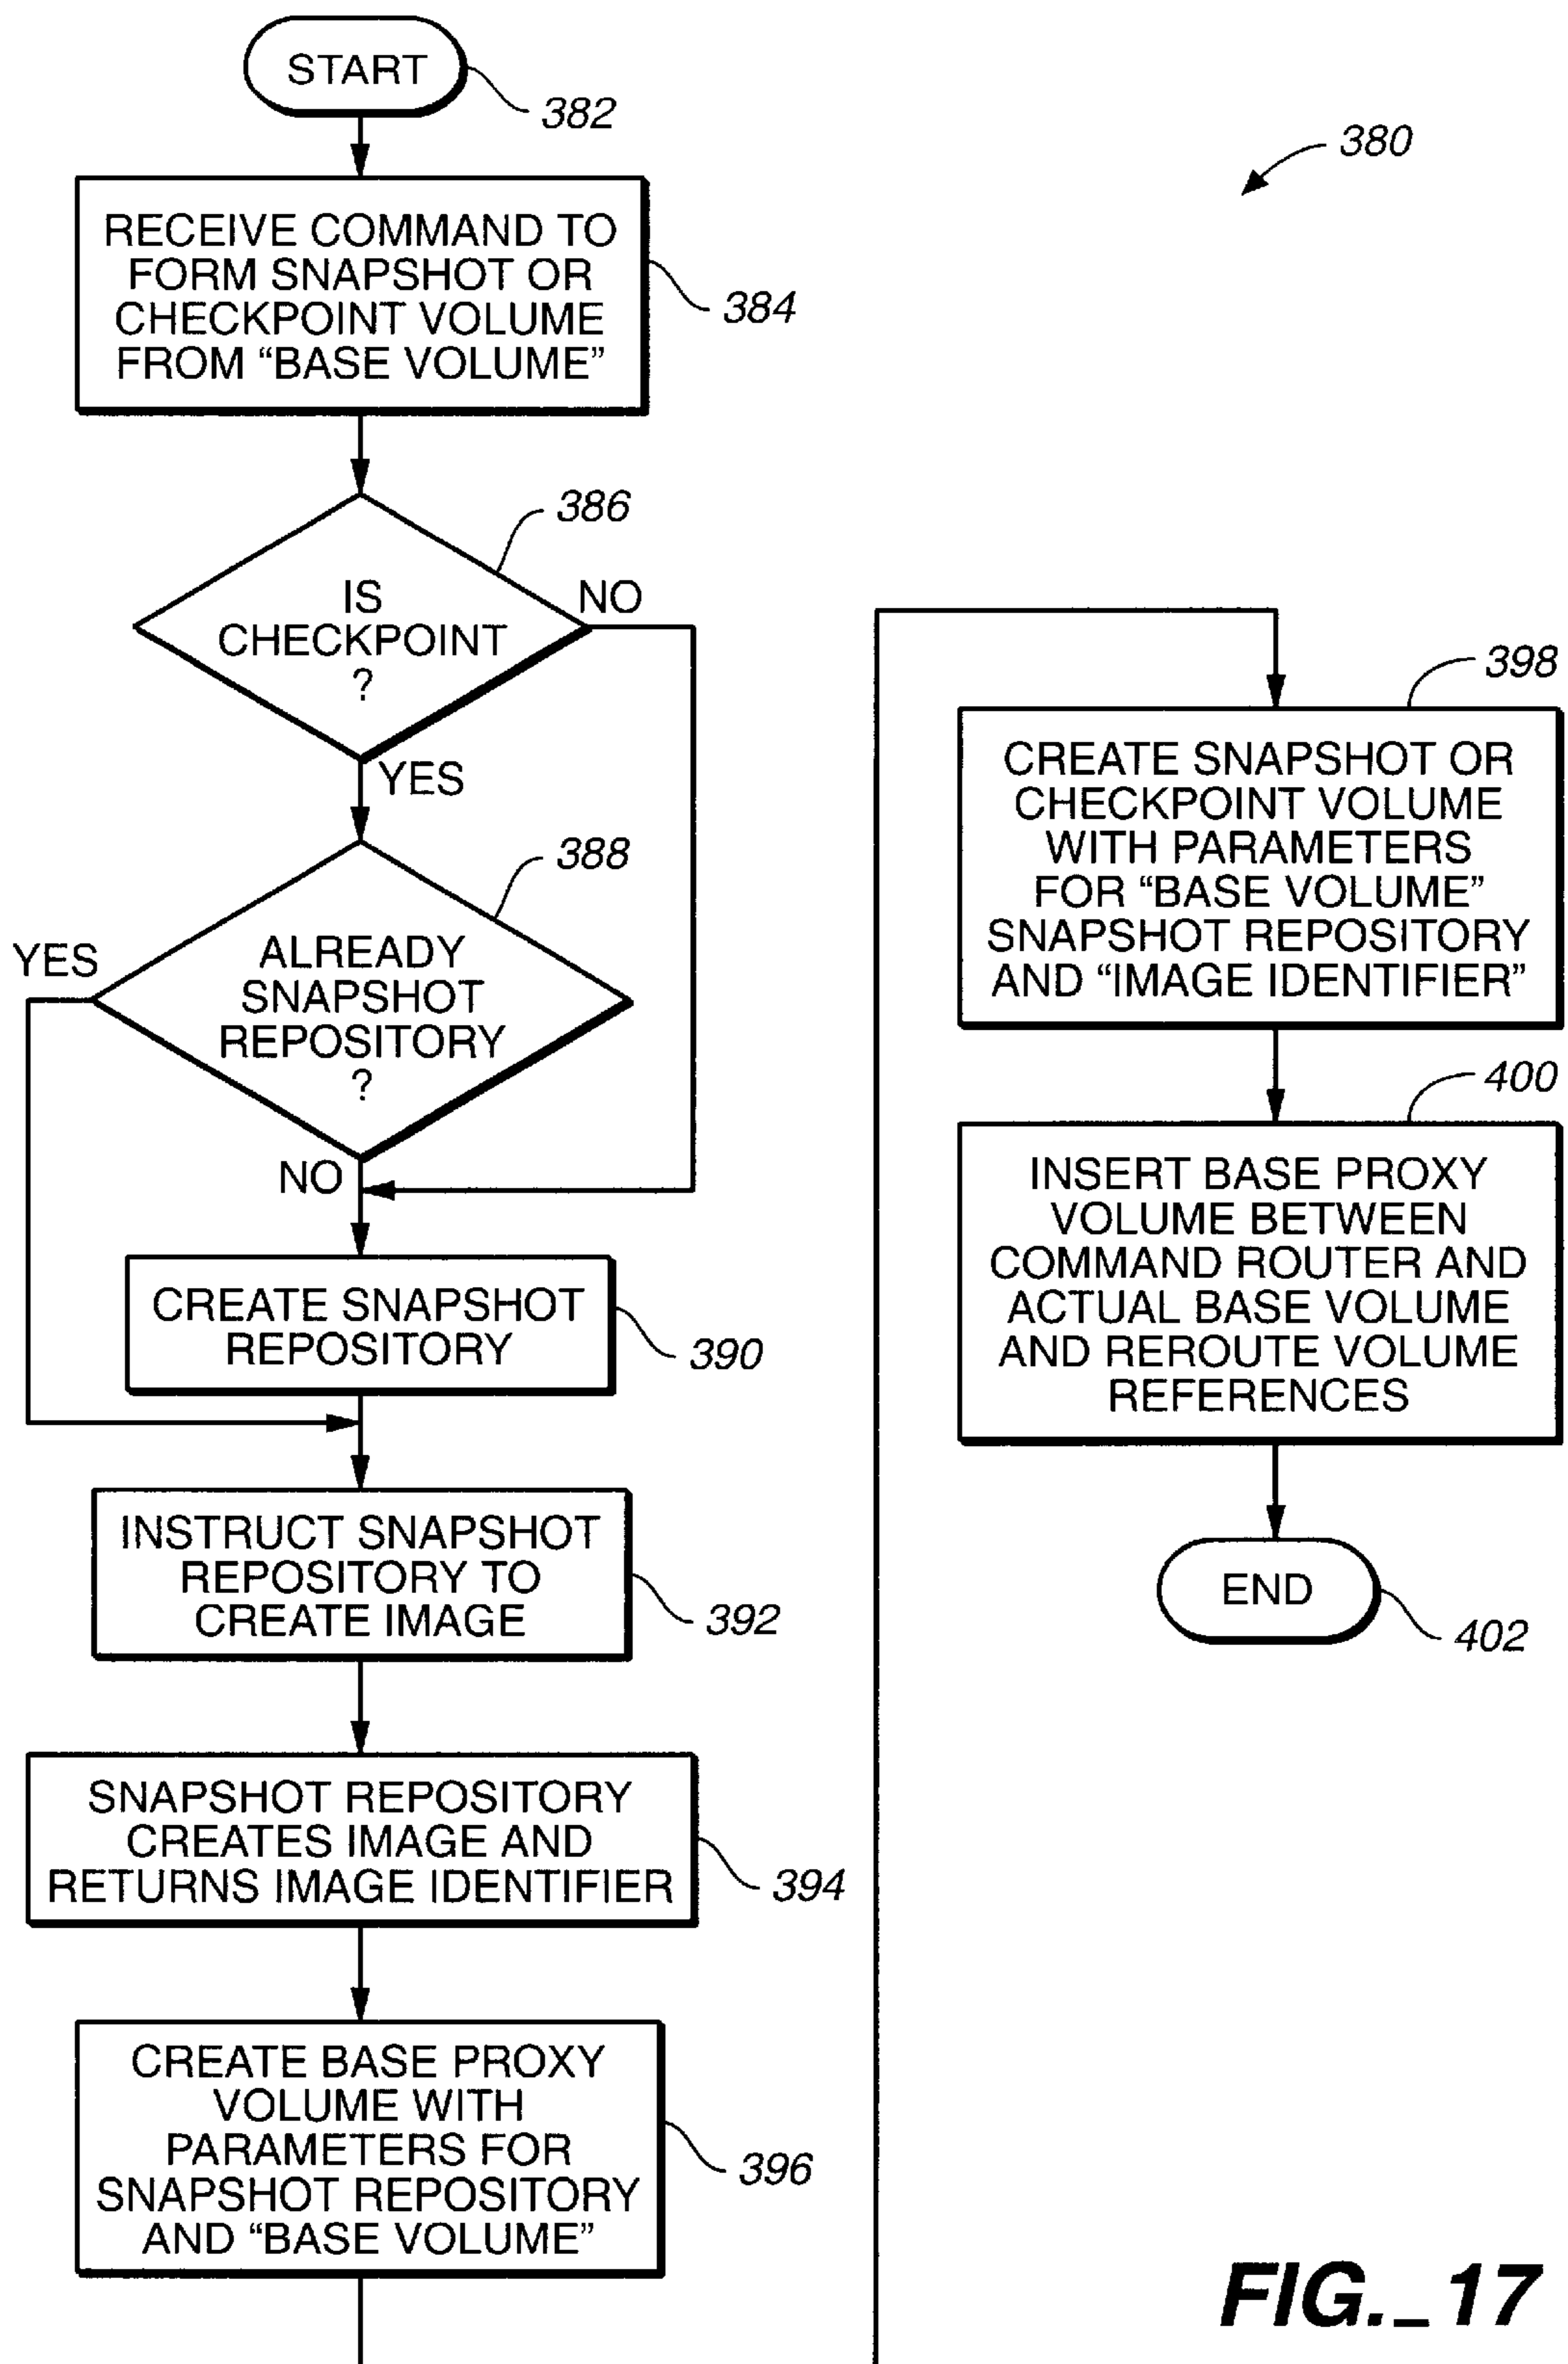 START
382
380
RECEIVE COMMAND TO
FORM SNAPSHOT OR
CHECKPOINT VOLUME
FROM “BASE VOLUME”
384
386
IS
CHECKPOINT
?
NO
YES
388
ALREADY
SNAPSHOT
REPOSITORY
?
YES
NO
CREATE SNAPSHOT
REPOSITORY
390
INSTRUCT SNAPSHOT
REPOSITORY TO
CREATE IMAGE
392
SNAPSHOT REPOSITORY
CREATES IMAGE AND
RETURNS IMAGE IDENTIFIER
394
CREATE BASE PROXY
VOLUME WITH
PARAMETERS FOR
SNAPSHOT REPOSITORY
AND “BASE VOLUME”
396
398
CREATE SNAPSHOT OR
CHECKPOINT VOLUME
WITH PARAMETERS
FOR “BASE VOLUME”
SNAPSHOT REPOSITORY
AND “IMAGE IDENTIFIER”
400
INSERT BASE PROXY
VOLUME BETWEEN
COMMAND ROUTER AND
ACTUAL BASE VOLUME
AND REROUTE VOLUME
REFERENCES
END
402
FIG._17